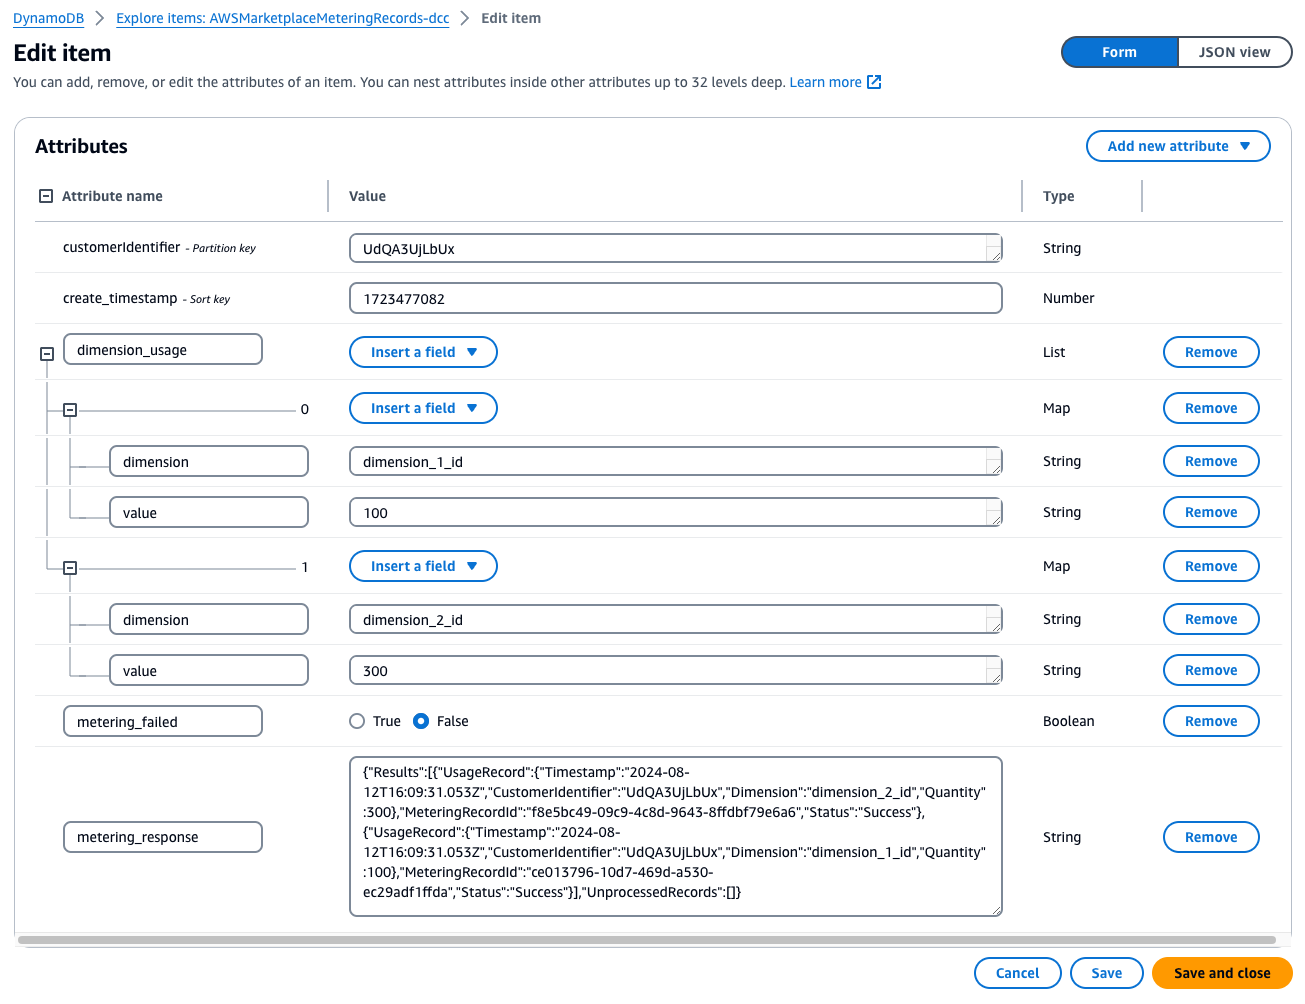 DynamoDB > Explore items: AWSMarketplaceMeteringRecords-dcc > Edit item
Edit item
Form JSON view
You can add, remove, or edit the attributes of an item. You can nest attributes inside other attributes up to 32 levels deep. Learn more
Attributes
Add new attribute
Attribute name Value Type
customerIdentifier - Partition key UdQA3UjLbUx String
create_timestamp - Sort key 1723477082 Number
dimension_usage Insert a field List Remove
0 Insert a field Map Remove
dimension dimension_1_id String Remove
value 100 String Remove
1 Insert a field Map Remove
dimension dimension_2_id String Remove
value 300 String Remove
metering_failed True False Boolean Remove
metering_response
{"Results":[{"UsageRecord":{"Timestamp":"2024-08-
12T16:09:31.053Z","CustomerIdentifier":"UdQA3UjLbUx","Dimension":"dimension_2_id","Quantity"
:300},"MeteringRecordId":"f8e5bc49-09c9-4c8d-9643-8ffdbf79e6a6","Status":"Success"},
{"UsageRecord":{"Timestamp":"2024-08-
12T16:09:31.053Z","CustomerIdentifier":"UdQA3UjLbUx","Dimension":"dimension_1_id","Quantity"
:100},"MeteringRecordId":"ce013796-10d7-469d-a530-
ec29adf1ffda","Status":"Success"}],"UnprocessedRecords":[]}
String Remove
Cancel Save Save and close